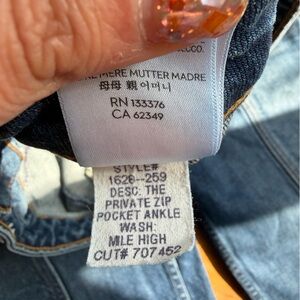 MERE MUTTER MADRE
母母 親 어머니
RN 133376
CA 62349
STYLE#
1628--259
DESC: THE
PRIVATE ZIP
POCKET ANKLE
WASH:
MILE HIGH
CUT# 707452